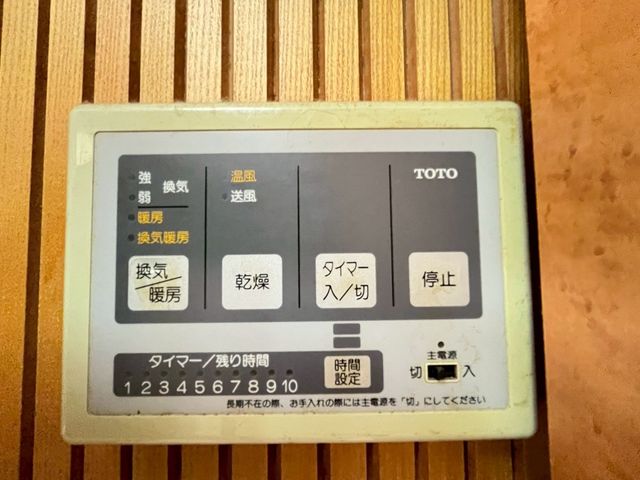 強
換気
弱
暖房
換気暖房
温風
送風
TOTO
換気/暖房
乾燥
タイマー
入/切
停止
タイマー/残り時間
1 2 3 4 5 6 7 8 9 10
時間
設定
主電源
切 入
長期不在の際、お手入れの際には主電源を「切」にしてください